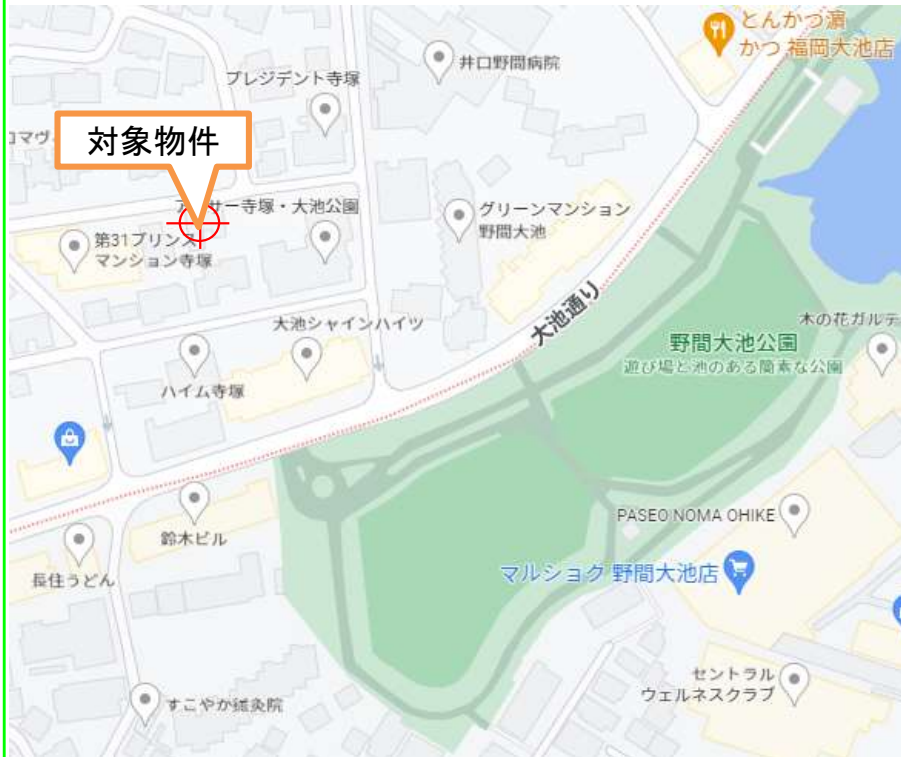 とんかつ濵
かつ 福岡大池店
井口野間病院
プレジデント寺塚
コマヴ
対象物件
サー寺塚・大池公園
グリーンマンション
野間大池
第31プリンス
マンション寺塚
大池通り
大池シャインハイツ
木の花ガルテ
野間大池公園
遊び場と池のある簡素な公園
ハイム寺塚
PASEO NOMA OHIKE
鈴木ビル
マルショク 野間大池店
長住うどん
セントラル
ウェルネスクラブ
すこやか鍼灸院